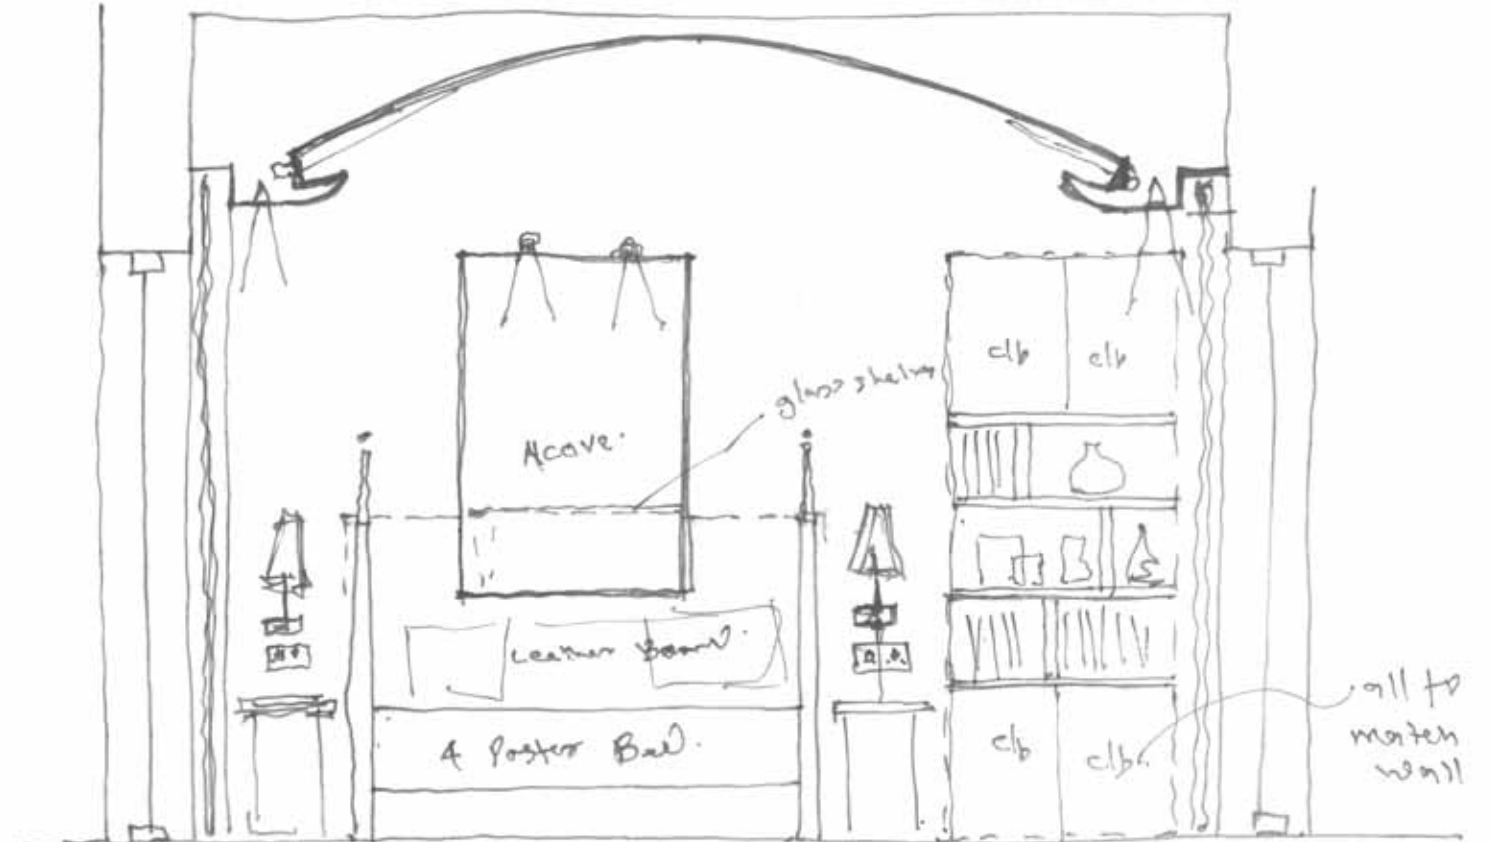 glass shelves
c/b
c/b
Alcove.
Leather Board.
4 Poster Bed.
c/b
c/b
all to
match
wall